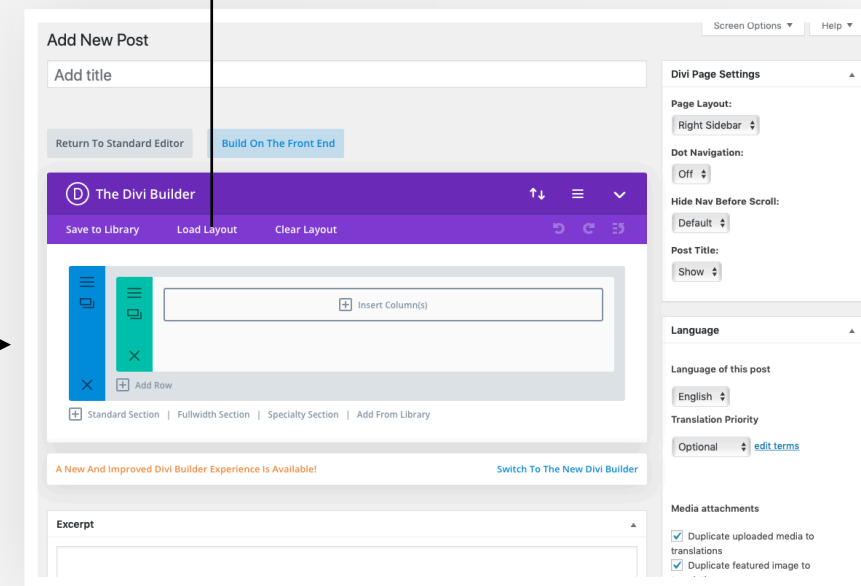 Screen Options ▼ Help ▼
Add New Post
Add title
Return To Standard Editor
Build On The Front End
D The Divi Builder
Save to Library Load Layout Clear Layout
Insert Column(s)
Add Row
Standard Section | Fullwidth Section | Specialty Section | Add From Library
A New And Improved Divi Builder Experience Is Available!
Switch To The New Divi Builder
Excerpt
Divi Page Settings
Page Layout:
Right Sidebar
Dot Navigation:
Off
Hide Nav Before Scroll:
Default
Post Title:
Show
Language
Language of this post
English
Translation Priority
Optional edit terms
Media attachments
Duplicate uploaded media to
translations
Duplicate featured image to